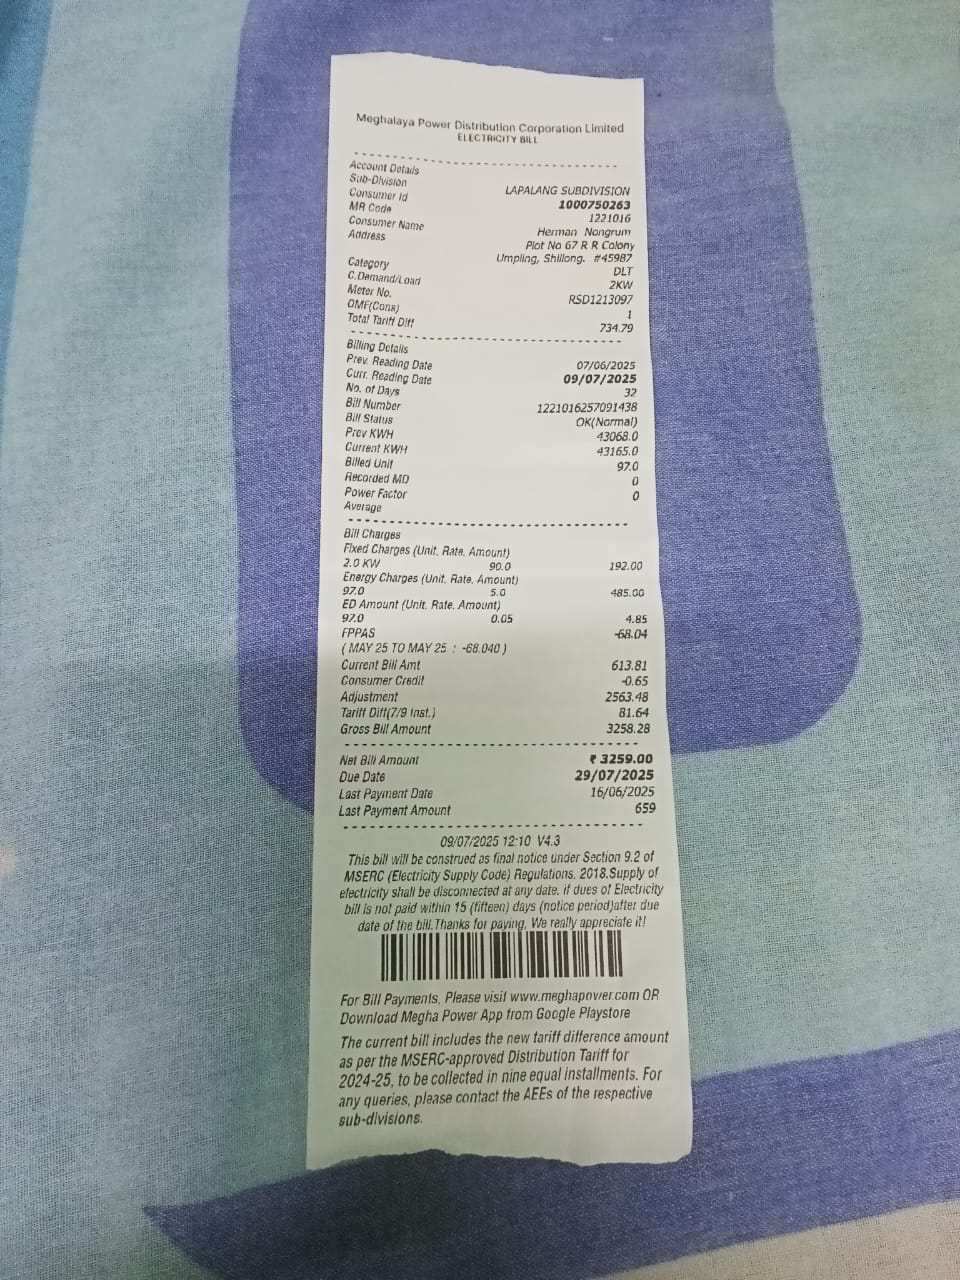 Meghalaya Power Distribution Corporation Limited
ELECTRICITY BILL
Account Details
Sub-Division LAPALANG SUBDIVISION
Consumer Id 1000750263
MR Code 1221016
Consumer Name Herman Nongrum
Address Plot No 67 R R Colony
Umpling, Shillong. #45987
Category DLT
C.Demand/Load 2KW
Meter No. RSD1213097
OMF(Cons) 1
Total Tariff Diff 734.79
Billing Details
Prev. Reading Date 07/06/2025
Curr. Reading Date 09/07/2025
No. of Days 32
Bill Number 1221016257091438
Bill Status OK(Normal)
Prev KWH 43068.0
Current KWH 43165.0
Billed Unit 97.0
Recorded MD 0
Power Factor 0
Average
Bill Charges
Fixed Charges (Unit, Rate, Amount)
2.0 KW 90.0 192.00
Energy Charges (Unit, Rate, Amount)
97.0 5.0 485.00
ED Amount (Unit, Rate, Amount)
97.0 0.05 4.85
FPPAS -68.04
( MAY 25 TO MAY 25 : -68.040 )
Current Bill Amt 613.81
Consumer Credit -0.65
Adjustment 2563.48
Tariff Diff(7/9 Inst.) 81.64
Gross Bill Amount 3258.28
Net Bill Amount ₹ 3259.00
Due Date 29/07/2025
Last Payment Date 16/06/2025
Last Payment Amount 659
09/07/2025 12:10 V4.3
This bill will be construed as final notice under Section 9.2 of
MSERC (Electricity Supply Code) Regulations, 2018.Supply of
electricity shall be disconnected at any date, if dues of Electricity
bill is not paid within 15 (fifteen) days (notice period)after due
date of the bill.Thanks for paying, We really appreciate it!
For Bill Payments, Please visit www.meghapower.com OR
Download Megha Power App from Google Playstore
The current bill includes the new tariff difference amount
as per the MSERC-approved Distribution Tariff for
2024-25, to be collected in nine equal installments. For
any queries, please contact the AEEs of the respective
sub-divisions.